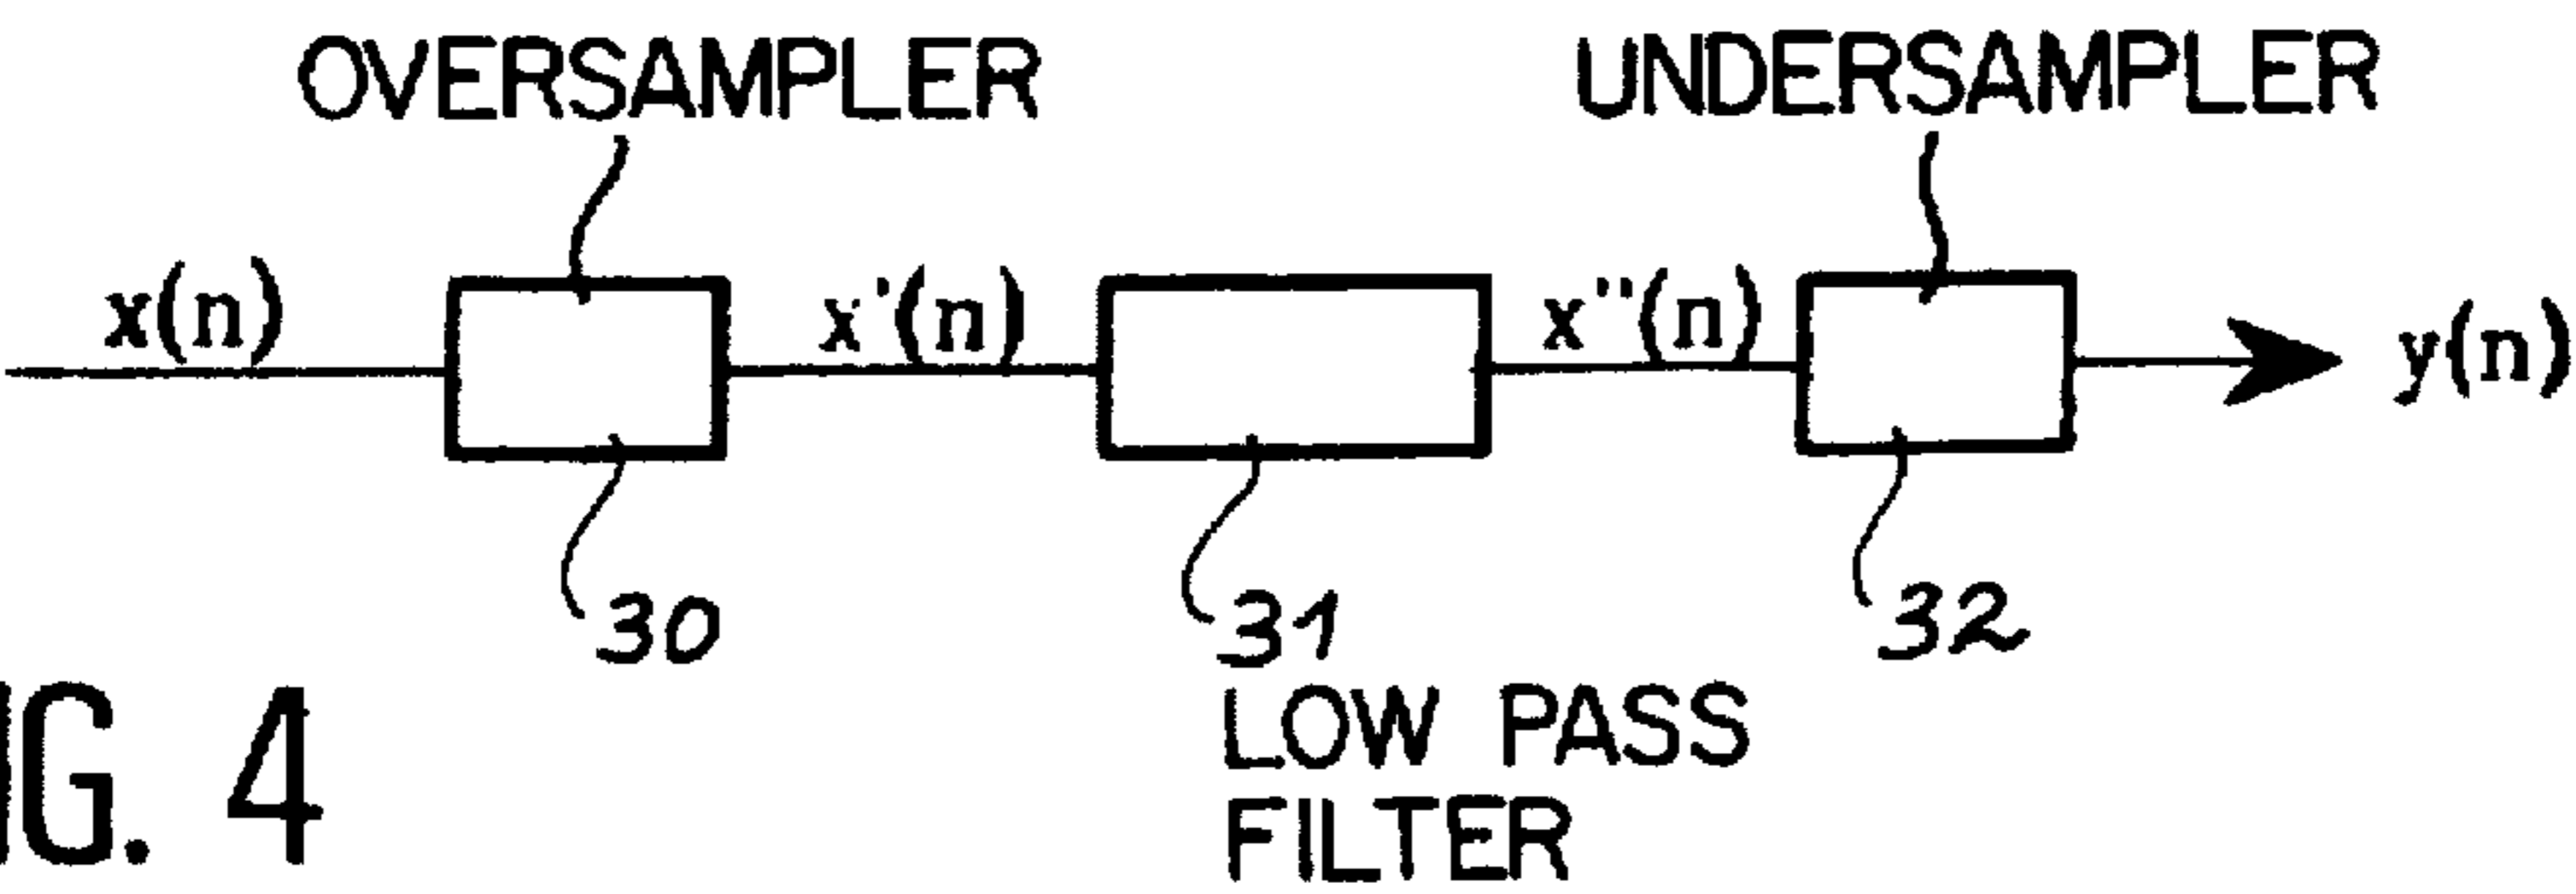 OVERSAMPLER UNDERSAMPLER
x(n) x'(n) x''(n) y(n)
30 31 32
LOW PASS
FILTER
IG. 4